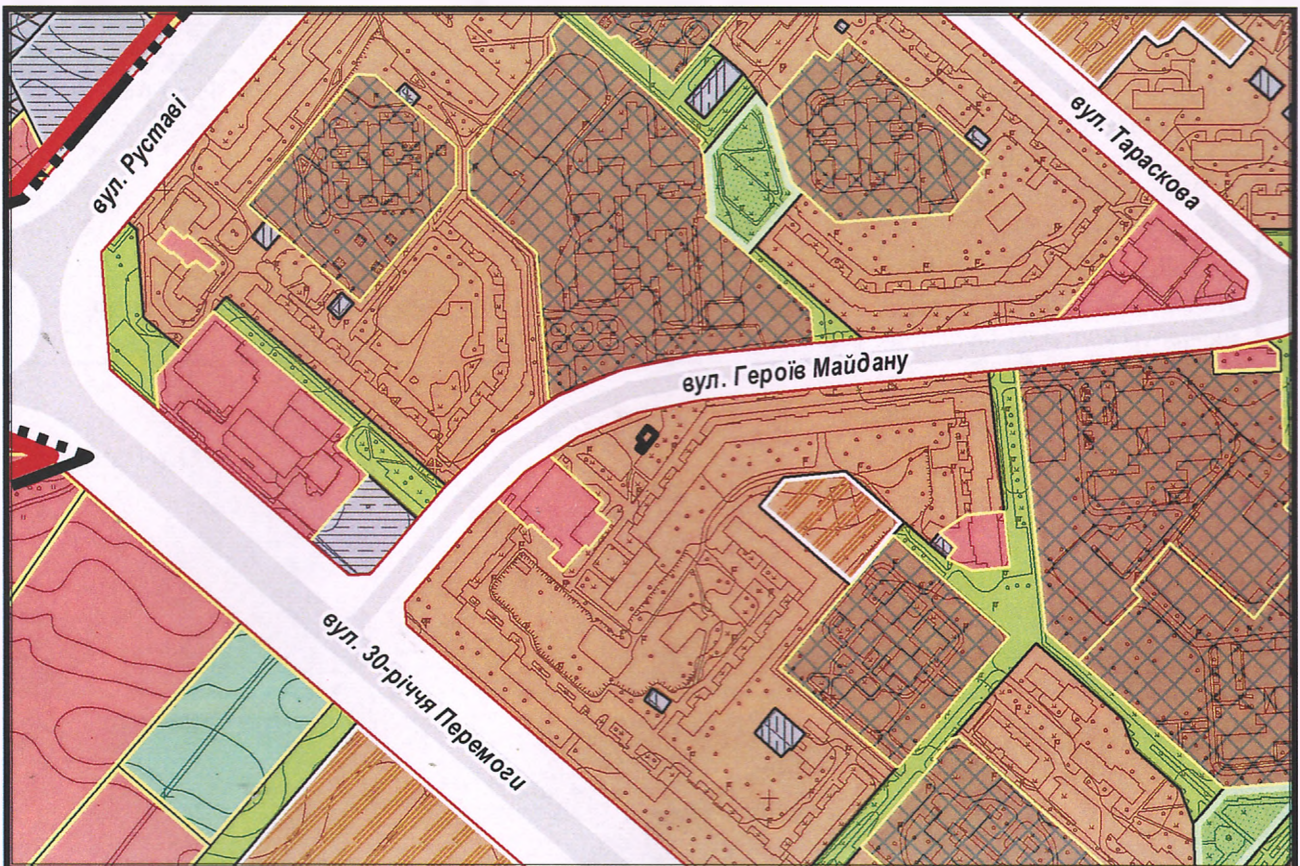 вул. Руставі
вул. Тараскова
вул. Героїв Майдану
вул. 30-річчя Перемоги